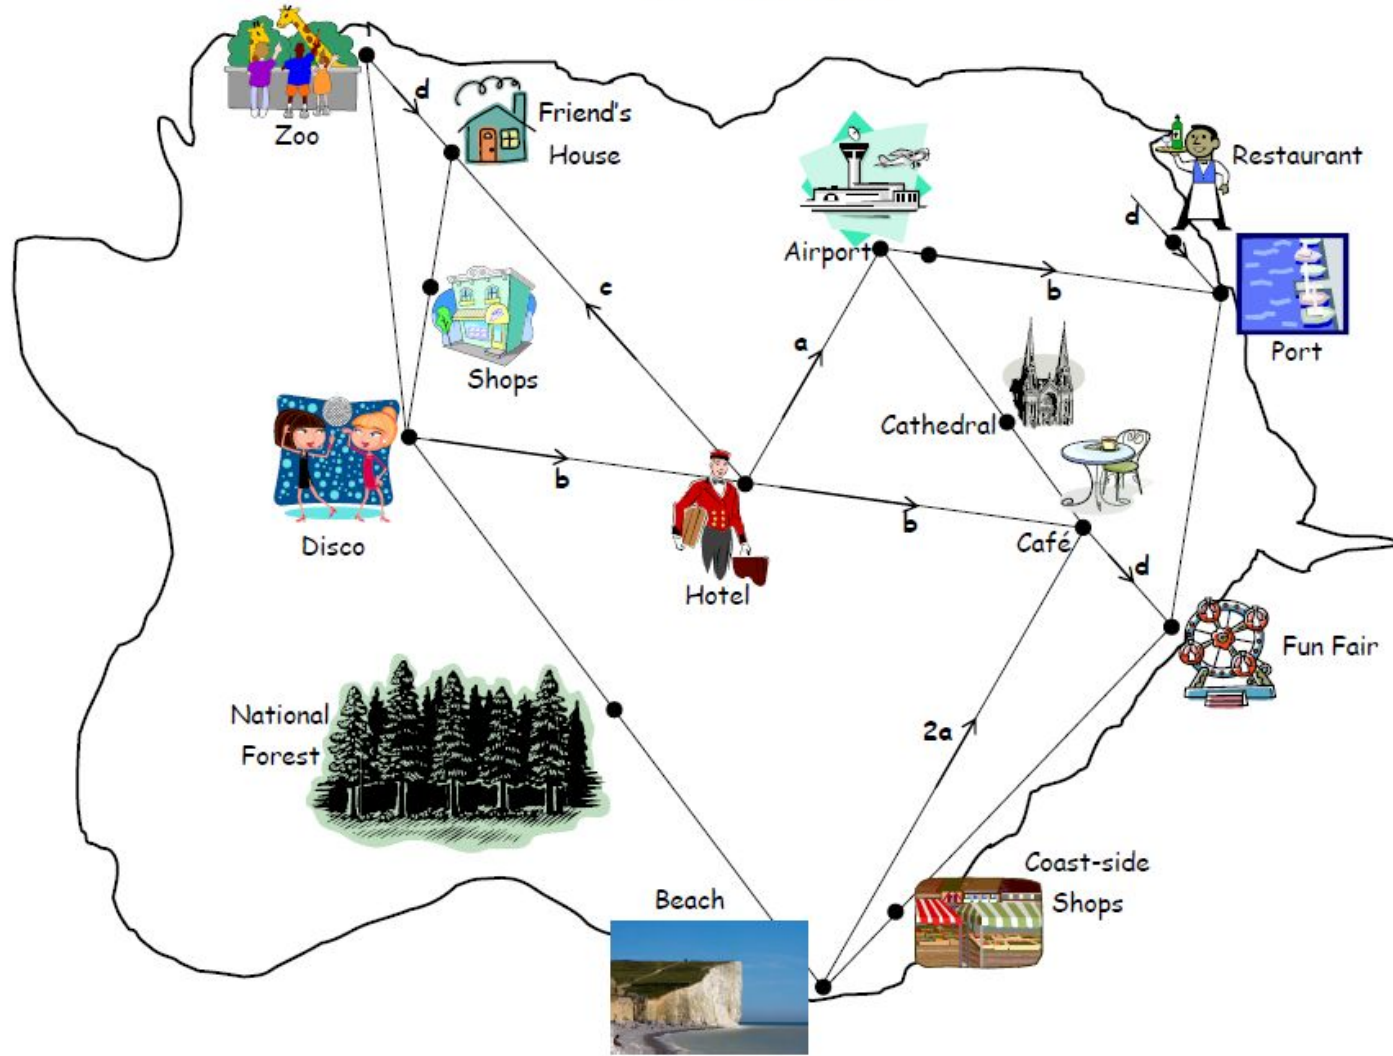 Zoo
d
Friend's
House
Restaurant
d
Airport
b
Port
c
a
Shops
Cathedral
b
b
Disco
Café
d
Hotel
Fun Fair
National
Forest
2a
Coast-side
Shops
Beach